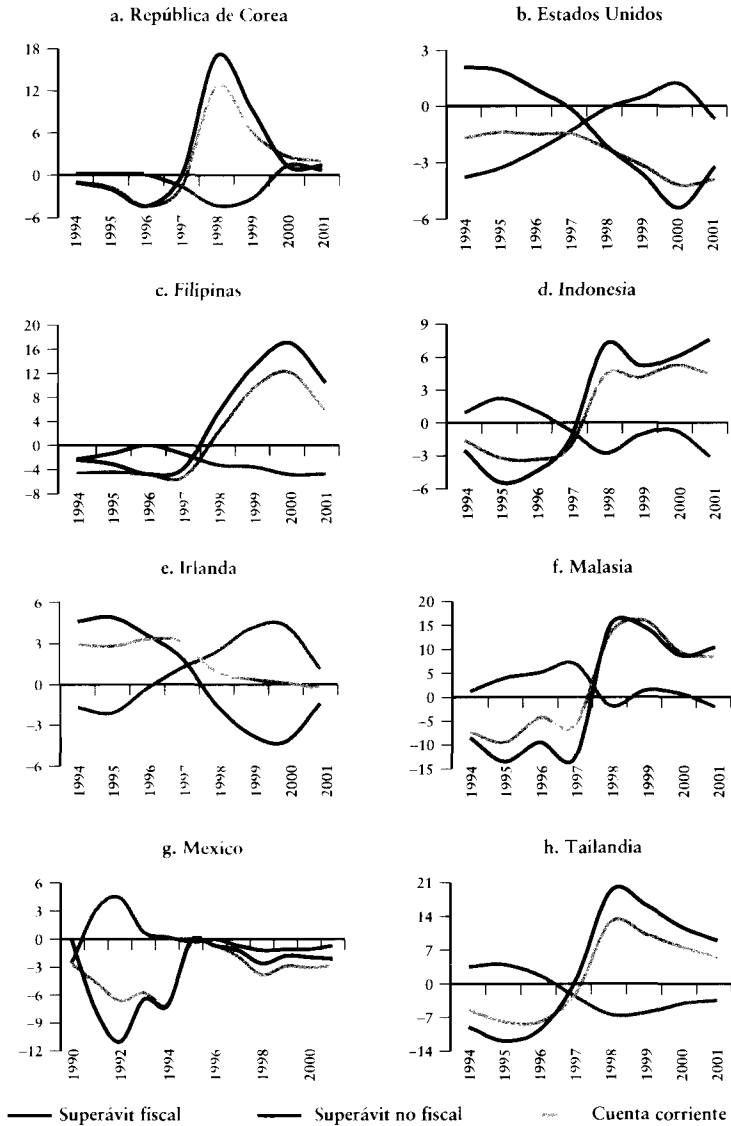 a. República de Corea
18
12
6
0
−6
1994 1995 1996 1997 1998 1999 2000 2001
b. Estados Unidos
3
0
−3
−6
1994 1995 1996 1997 1998 1999 2000 2001
c. Filipinas
20
16
12
8
4
0
−4
−8
1994 1995 1996 1997 1998 1999 2000 2001
d. Indonesia
9
6
3
0
−3
−6
1994 1995 1996 1997 1998 1999 2000 2001
e. Irlanda
6
3
0
−3
−6
1994 1995 1996 1997 1998 1999 2000 2001
f. Malasia
20
15
10
5
0
−5
−10
−15
1994 1995 1996 1997 1998 1999 2000 2001
g. Mexico
6
3
0
−3
−6
−9
−12
1990 1992 1994 1996 1998 2000
h. Tailandia
21
14
7
0
−7
−14
1994 1995 1996 1997 1998 1999 2000 2001
Superávit fiscal Superávit no fiscal Cuenta corriente